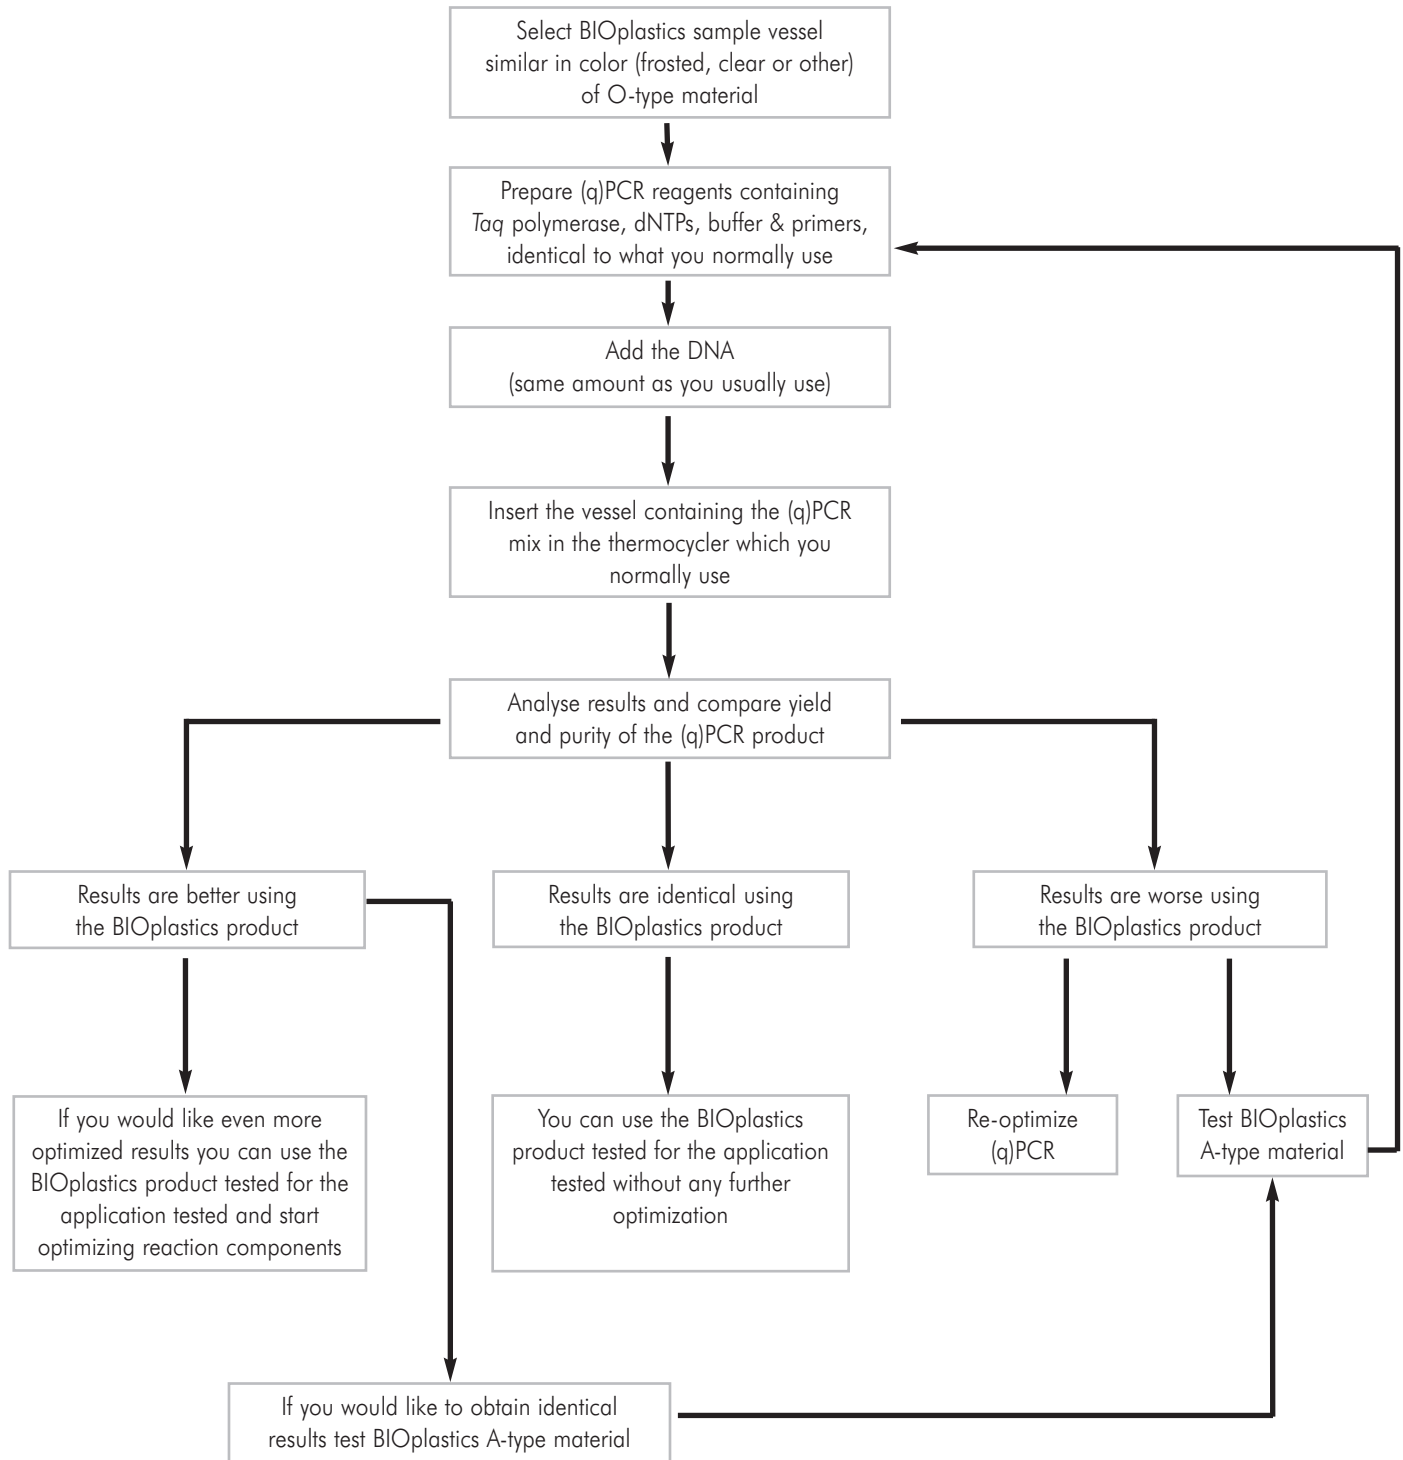 Select BIOplastics sample vessel
similar in color (frosted, clear or other)
of O-type material
Prepare (q)PCR reagents containing
Taq polymerase, dNTPs, buffer & primers,
identical to what you normally use
Add the DNA
(same amount as you usually use)
Insert the vessel containing the (q)PCR
mix in the thermocycler which you
normally use
Analyse results and compare yield
and purity of the (q)PCR product
Results are better using
the BIOplastics product
Results are identical using
the BIOplastics product
Results are worse using
the BIOplastics product
If you would like even more
optimized results you can use the
BIOplastics product tested for the
application tested and start
optimizing reaction components
You can use the BIOplastics
product tested for the application
tested without any further
optimization
Re-optimize
(q)PCR
Test BIOplastics
A-type material
If you would like to obtain identical
results test BIOplastics A-type material